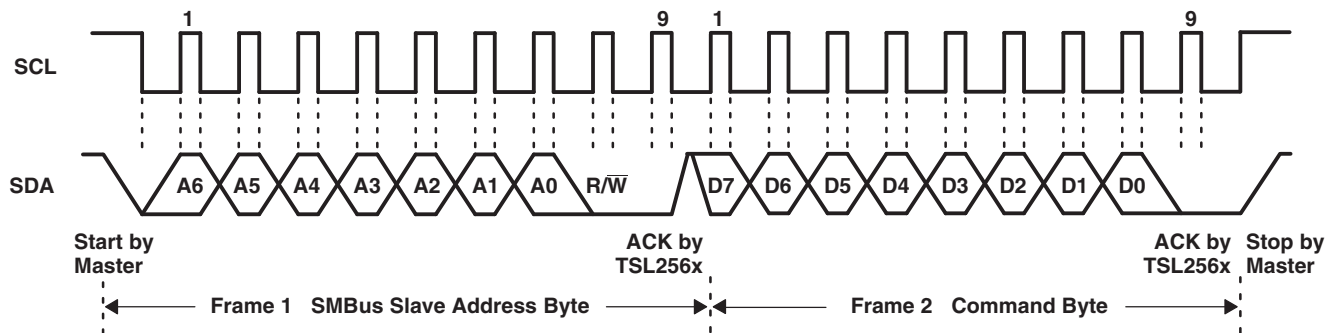 1 9 1 9
SCL
SDA A6 A5 A4 A3 A2 A1 A0 R/W̅ D7 D6 D5 D4 D3 D2 D1 D0
Start by
Master
ACK by
TSL256x
ACK by
TSL256x
Stop by
Master
Frame 1 SMBus Slave Address Byte
Frame 2 Command Byte